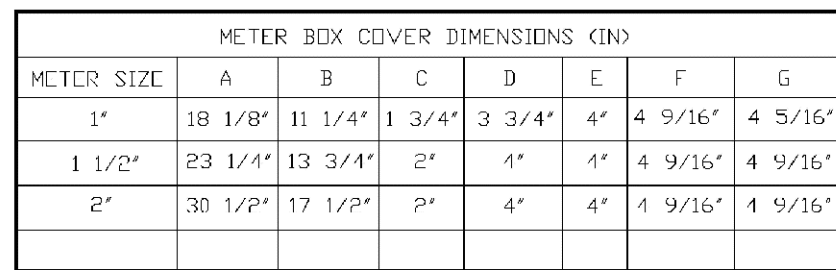 METER BOX COVER DIMENSIONS (IN)
METER SIZE A B C D E F G
1" 18 1/8" 11 1/4" 1 3/4" 3 3/4" 4" 4 9/16" 4 5/16"
1 1/2" 23 1/4" 13 3/4" 2" 4" 4" 4 9/16" 4 9/16"
2" 30 1/2" 17 1/2" 2" 4" 4" 4 9/16" 4 9/16"